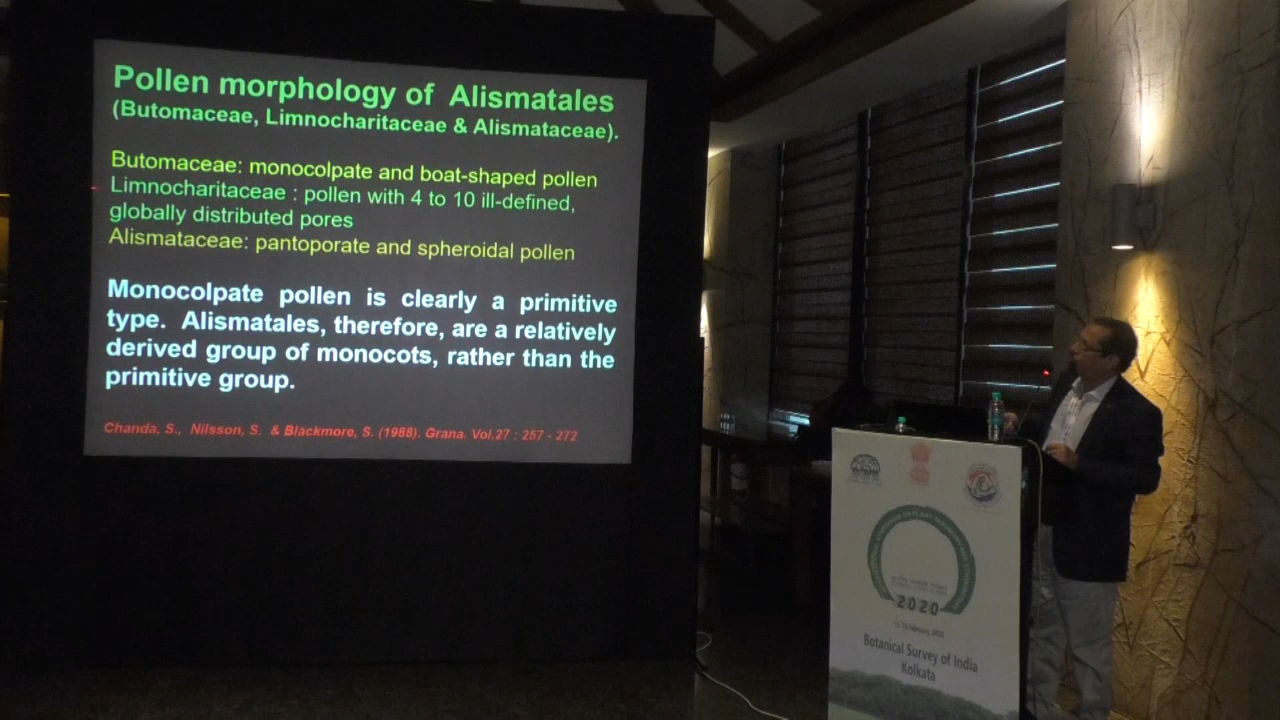 Pollen morphology of Alismatales
(Butomaceae, Limnocharitaceae & Alismataceae).
Butomaceae: monocolpate and boat-shaped pollen
Limnocharitaceae : pollen with 4 to 10 ill-defined,
globally distributed pores
Alismataceae: pantoporate and spheroidal pollen
Monocolpate pollen is clearly a primitive
type. Alismatales, therefore, are a relatively
derived group of monocots, rather than the
primitive group.
Chanda, S., Nilsson, S. & Blackmore, S. (1988). Grana. Vol.27 : 257 - 272
2020
February, 2020
Botanical Survey of India
Kolkata